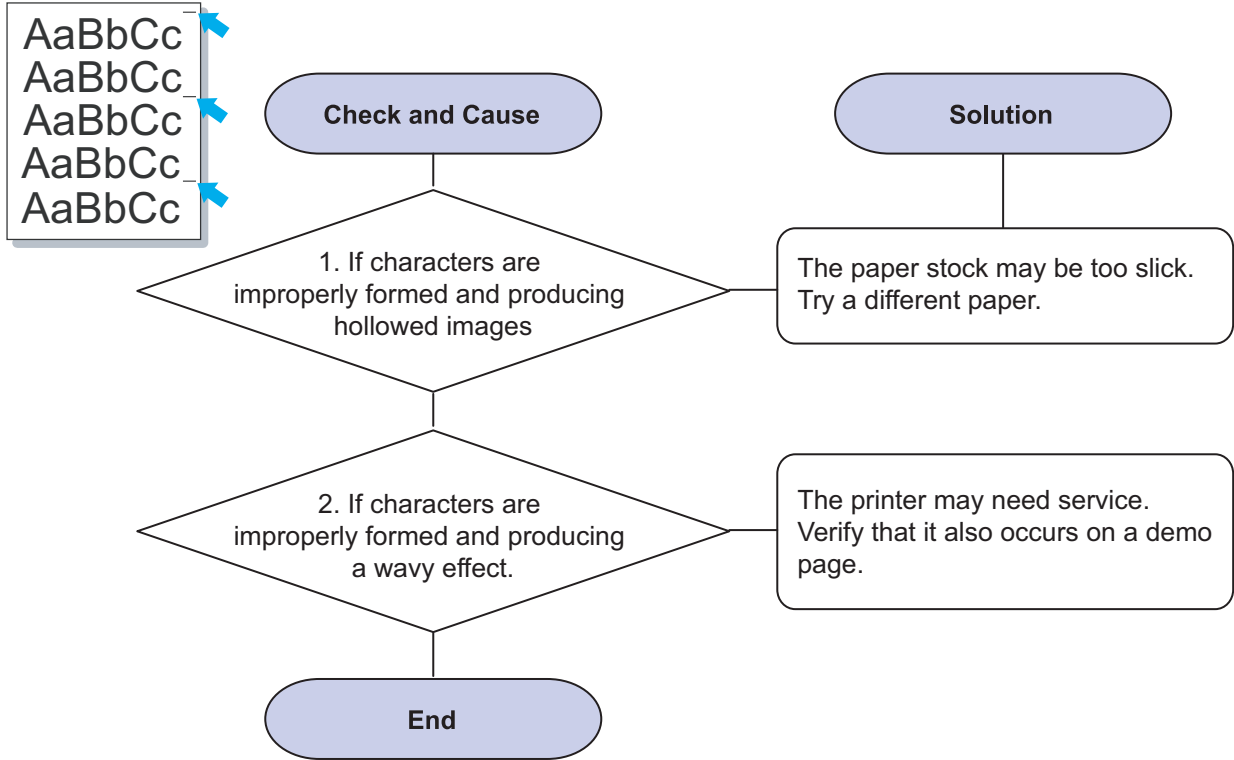 AaBbCc
AaBbCc
AaBbCc
AaBbCc
AaBbCc
Check and Cause
Solution
1. If characters are
improperly formed and producing
hollowed images
The paper stock may be too slick.
Try a different paper.
2. If characters are
improperly formed and producing
a wavy effect.
The printer may need service.
Verify that it also occurs on a demo
page.
End